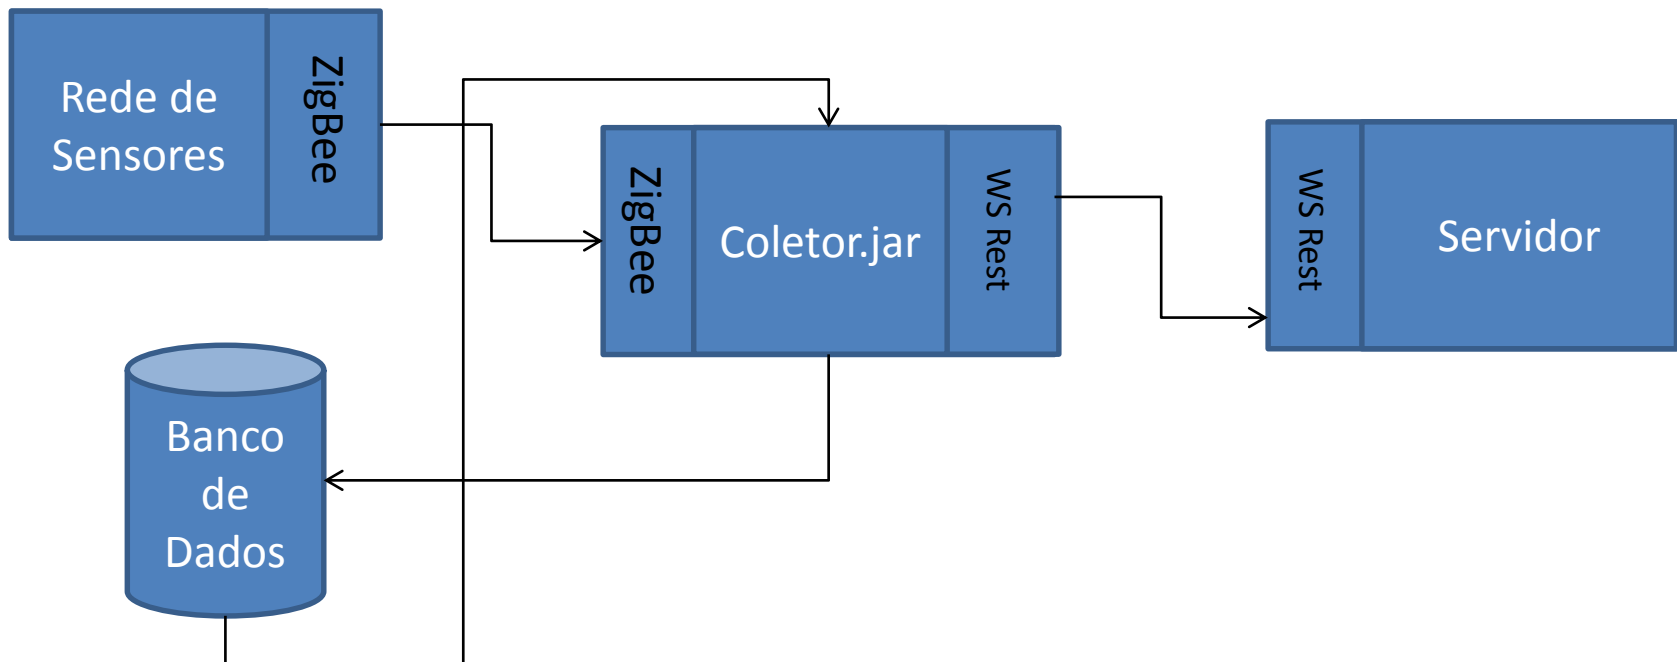 Rede de
Sensores
ZigBee
ZigBee
Coletor.jar
WS Rest
WS Rest
Servidor
Banco
de
Dados